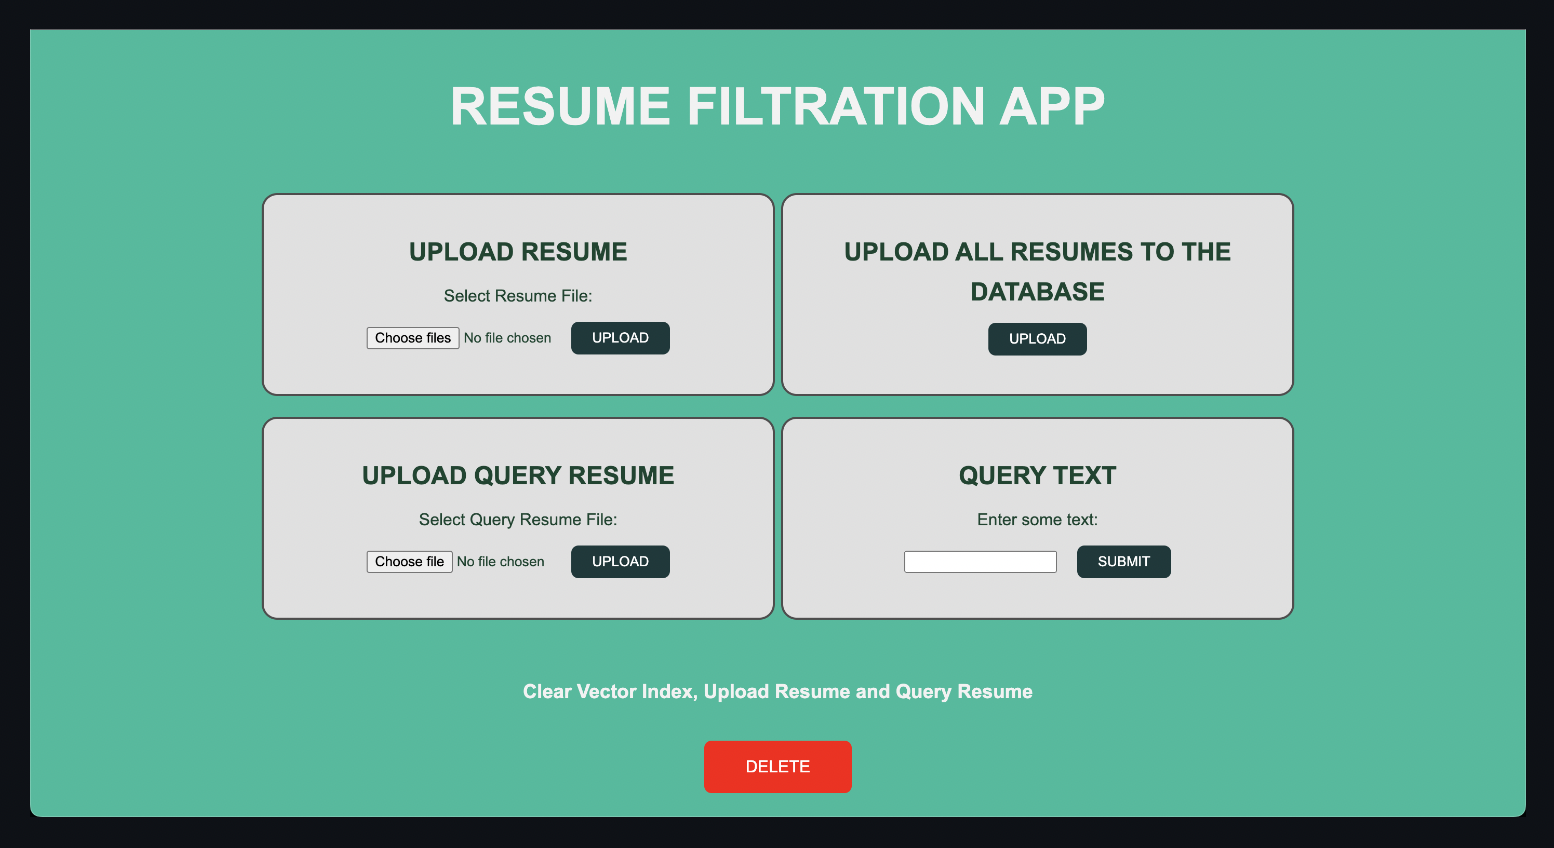 RESUME FILTRATION APP
UPLOAD RESUME
Select Resume File:
Choose files No file chosen UPLOAD
UPLOAD ALL RESUMES TO THE
DATABASE
UPLOAD
UPLOAD QUERY RESUME
Select Query Resume File:
Choose file No file chosen UPLOAD
QUERY TEXT
Enter some text:
SUBMIT
Clear Vector Index, Upload Resume and Query Resume
DELETE